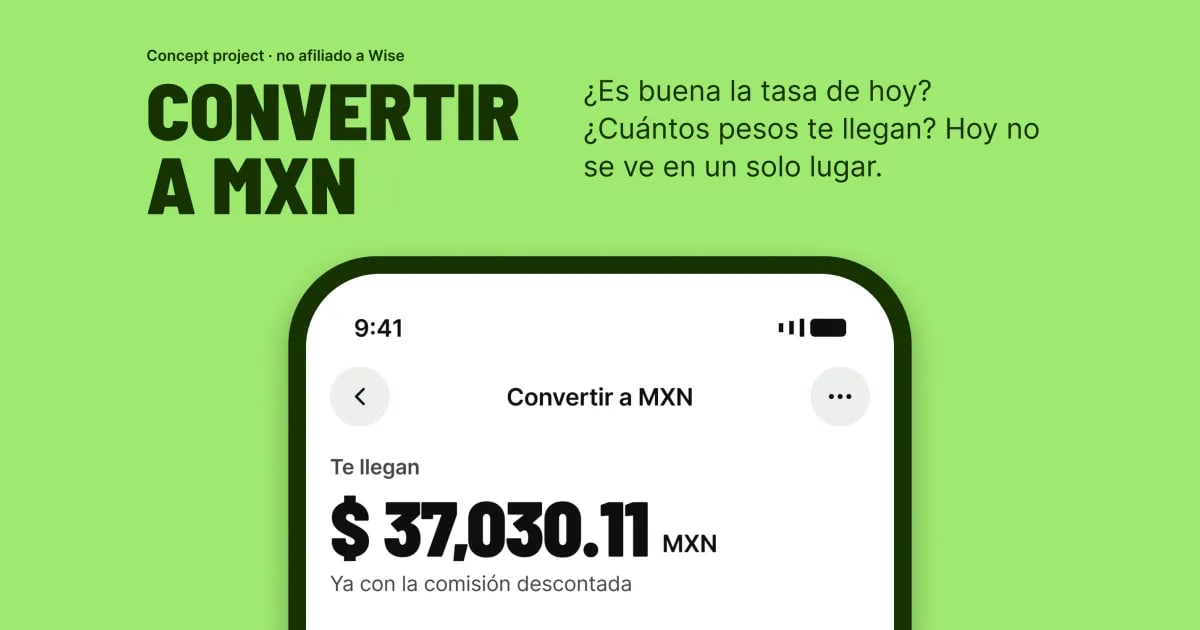 Concept project · no afiliado a Wise
CONVERTIR
A MXN
¿Es buena la tasa de hoy?
¿Cuántos pesos te llegan? Hoy no
se ve en un solo lugar.
9:41
Convertir a MXN
Te llegan
$ 37,030.11 MXN
Ya con la comisión descontada